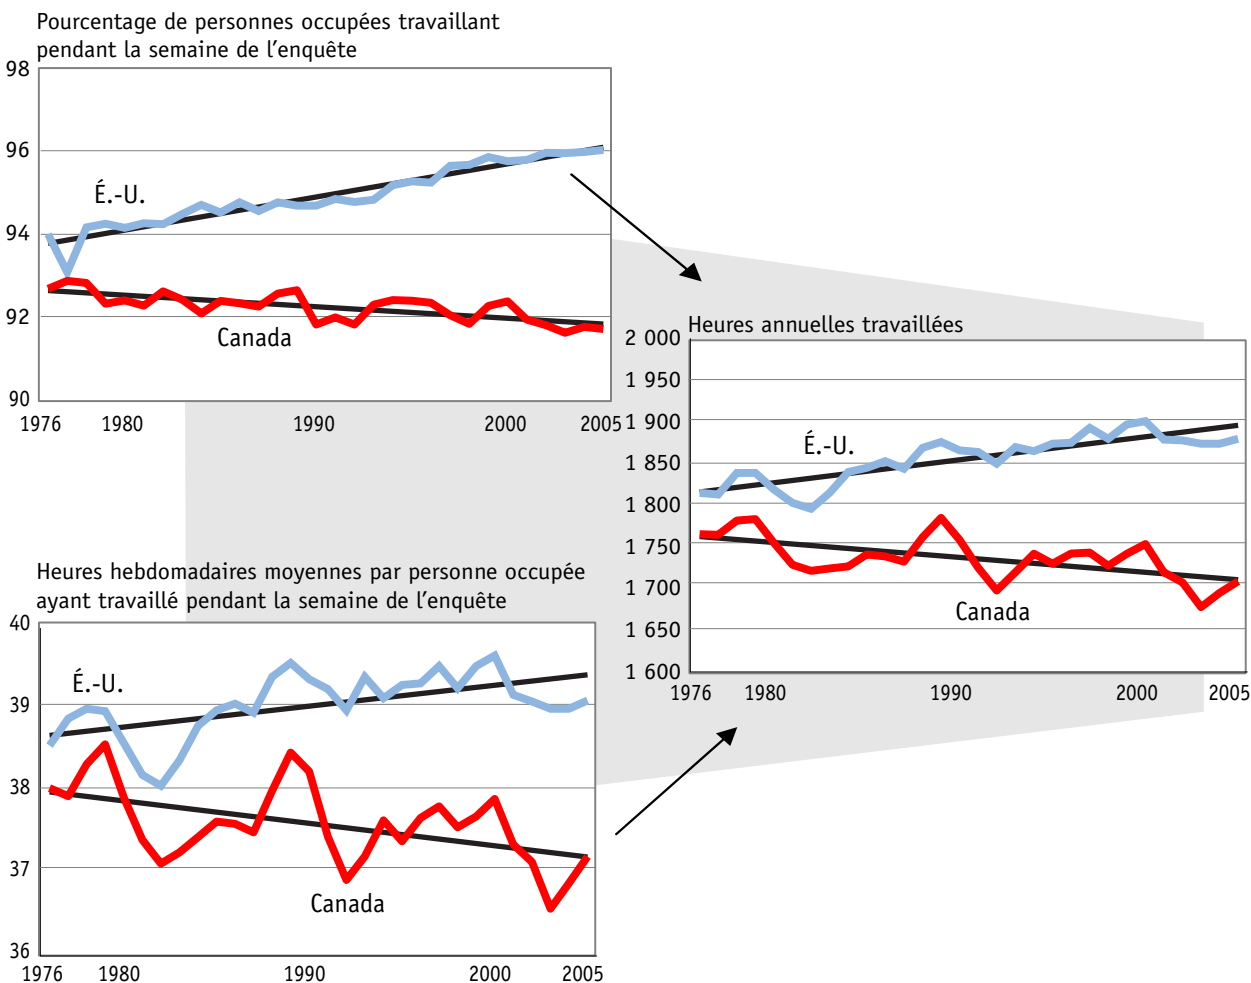 Pourcentage de personnes occupées travaillant
pendant la semaine de l'enquête
98
96
94
92
90
É.-U.
Canada
1976 1980 1990 2000 2005
Heures annuelles travaillées
2 000
1 950
1 900
1 850
1 800
1 750
1 700
1 650
1 600
É.-U.
Canada
1976 1980 1990 2000 2005
Heures hebdomadaires moyennes par personne occupée
ayant travaillé pendant la semaine de l'enquête
40
39
38
37
36
É.-U.
Canada
1976 1980 1990 2000 2005